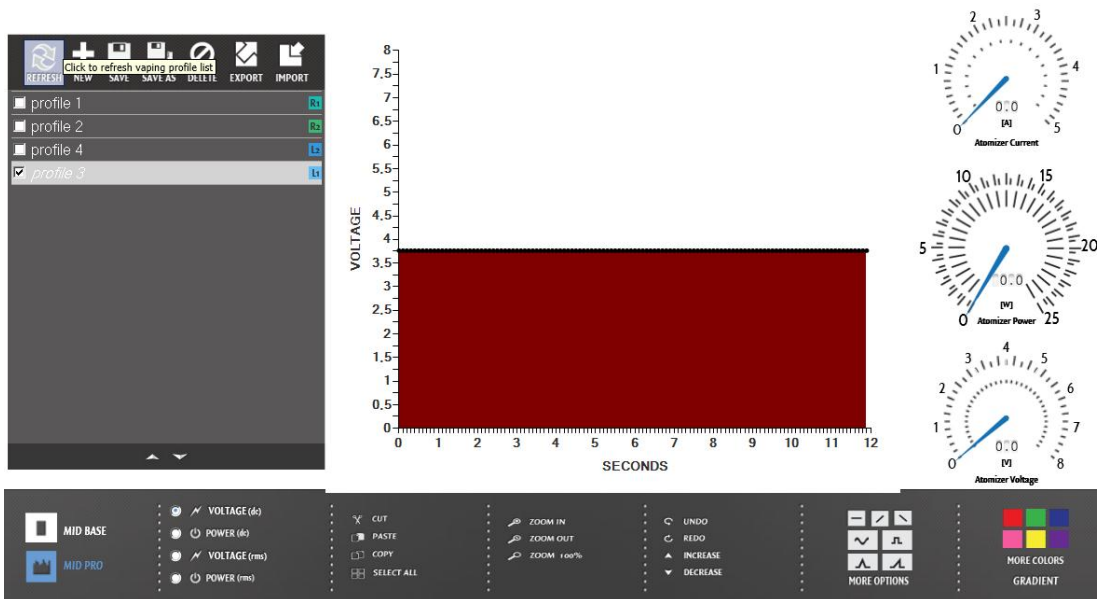 REFRESH NEW SAVE SAVE AS DELETE EXPORT IMPORT
Click to refresh vaping profile list
profile 1 R1
profile 2 R2
profile 4 L2
profile 3 L1
VOLTAGE
8
7.5
7
6.5
6
5.5
5
4.5
4
3.5
3
2.5
2
1.5
1
0.5
0
0 1 2 3 4 5 6 7 8 9 10 11 12
SECONDS
0 1 2 3 4 5
0.0
[A]
Atomizer Current
0 5 10 15 20 25
0.0
[W]
Atomizer Power
0 1 2 3 4 5 6 7 8
0.0
[V]
Atomizer Voltage
MID BASE
MID PRO
VOLTAGE (dc)
POWER (dc)
VOLTAGE (rms)
POWER (rms)
CUT
PASTE
COPY
SELECT ALL
ZOOM IN
ZOOM OUT
ZOOM 100%
UNDO
REDO
INCREASE
DECREASE
MORE OPTIONS
MORE COLORS
GRADIENT